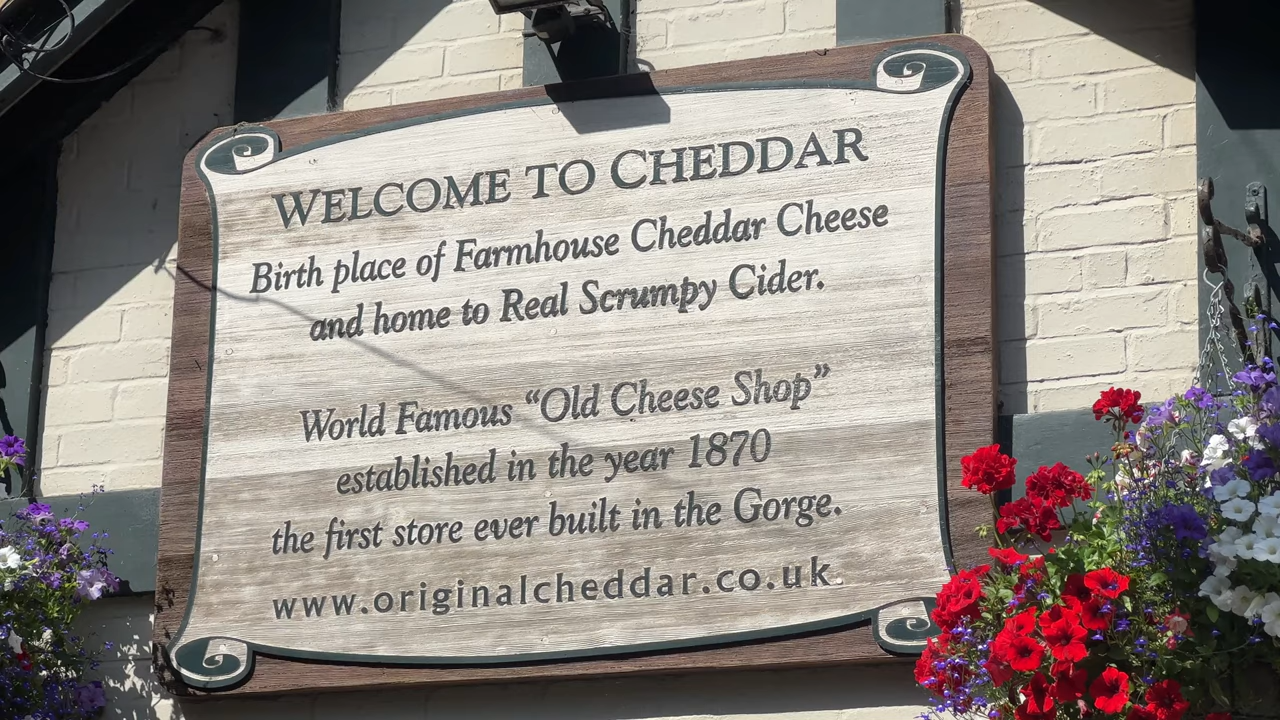 WELCOME TO CHEDDAR
Birth place of Farmhouse Cheddar Cheese
and home to Real Scrumpy Cider.
World Famous “Old Cheese Shop”
established in the year 1870
the first store ever built in the Gorge.
www.originalcheddar.co.uk